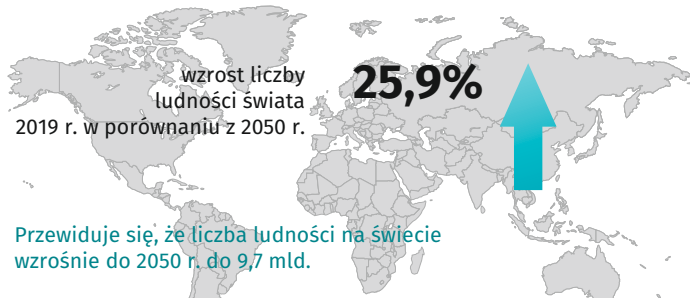 wzrost liczby
ludności świata
2019 r. w porównaniu z 2050 r.
25,9%
Przewiduje się, że liczba ludności na świecie
wzrośnie do 2050 r. do 9,7 mld.